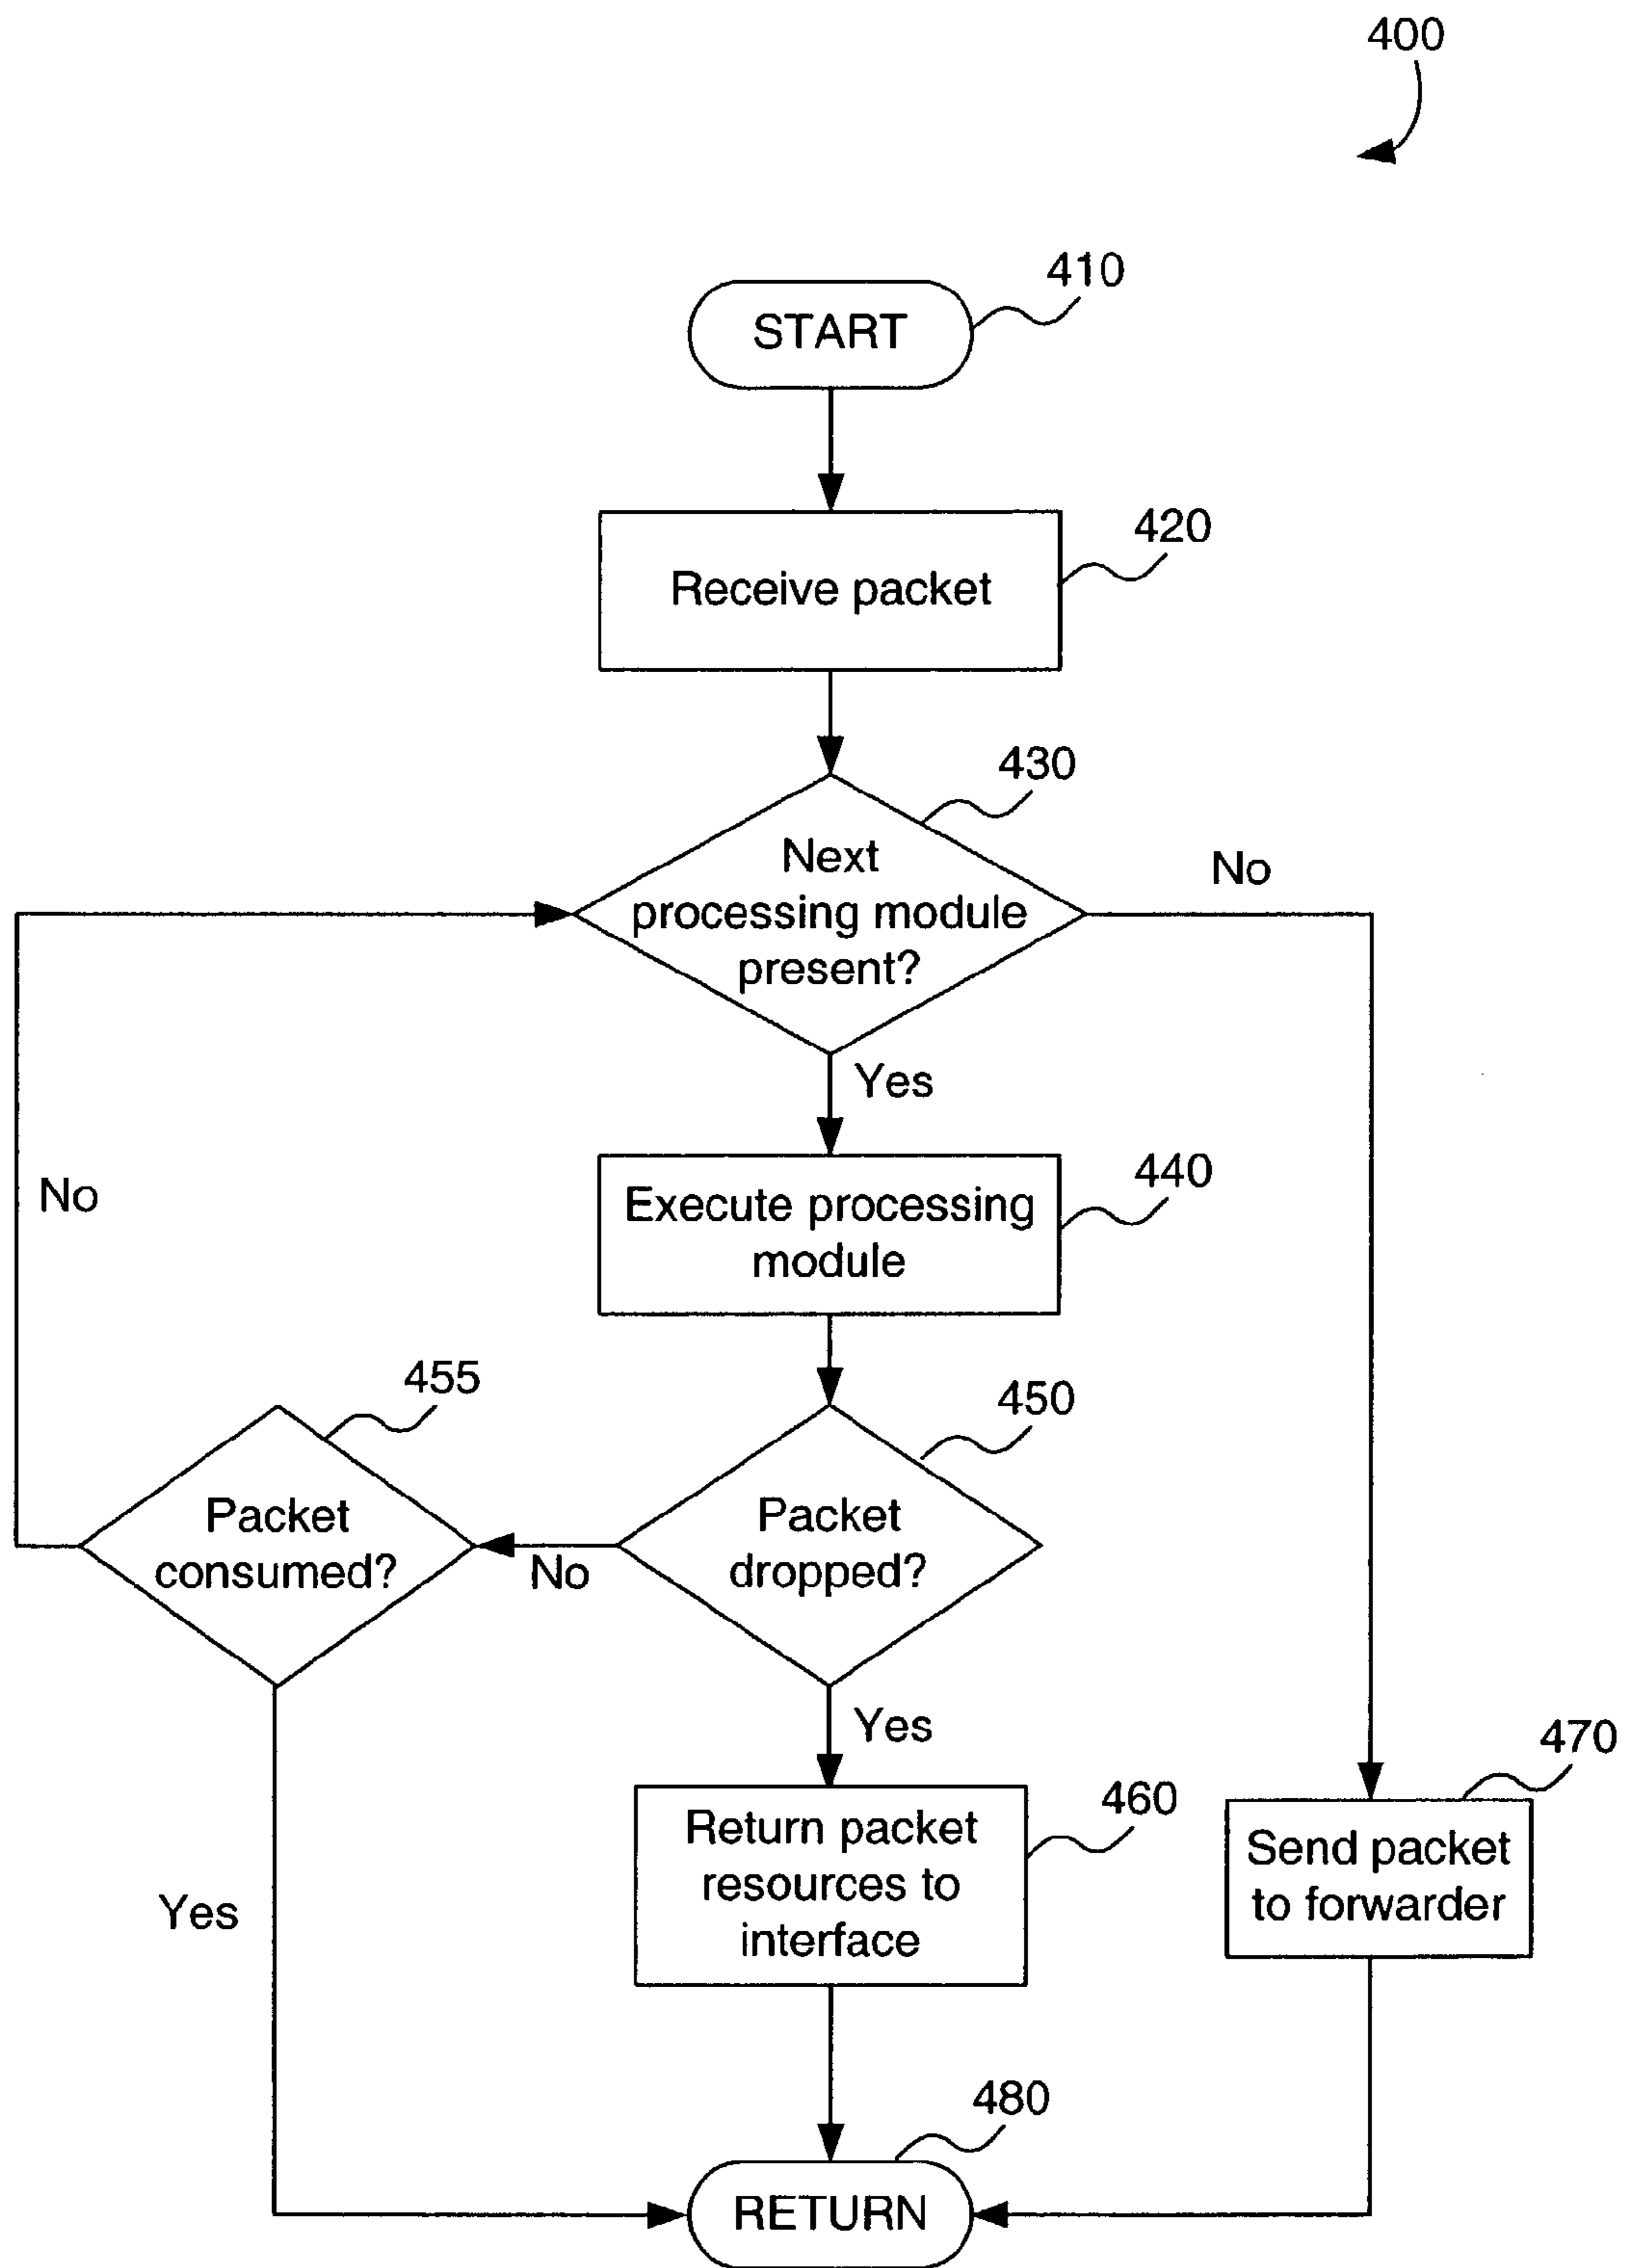 400
410
START
420
Receive packet
430
Next
processing module
present?
No
Yes
440
Execute processing
module
No
455
450
Packet
consumed?
No
Packet
dropped?
Yes
460
Return packet
resources to
interface
470
Send packet
to forwarder
Yes
480
RETURN